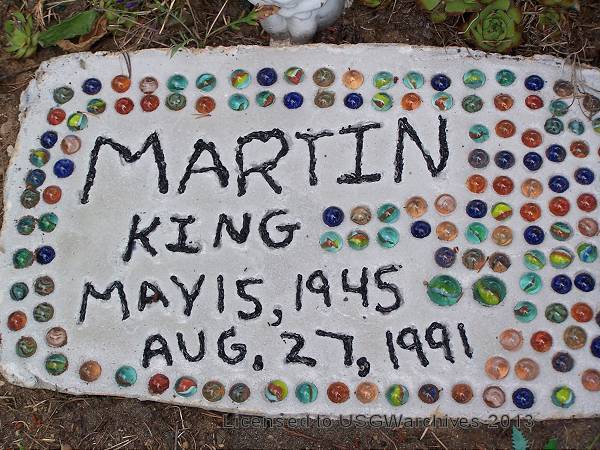 MARTIN
KING
MAY 15, 1945
AUG. 27, 1991
Licensed to USGWarchives 2013